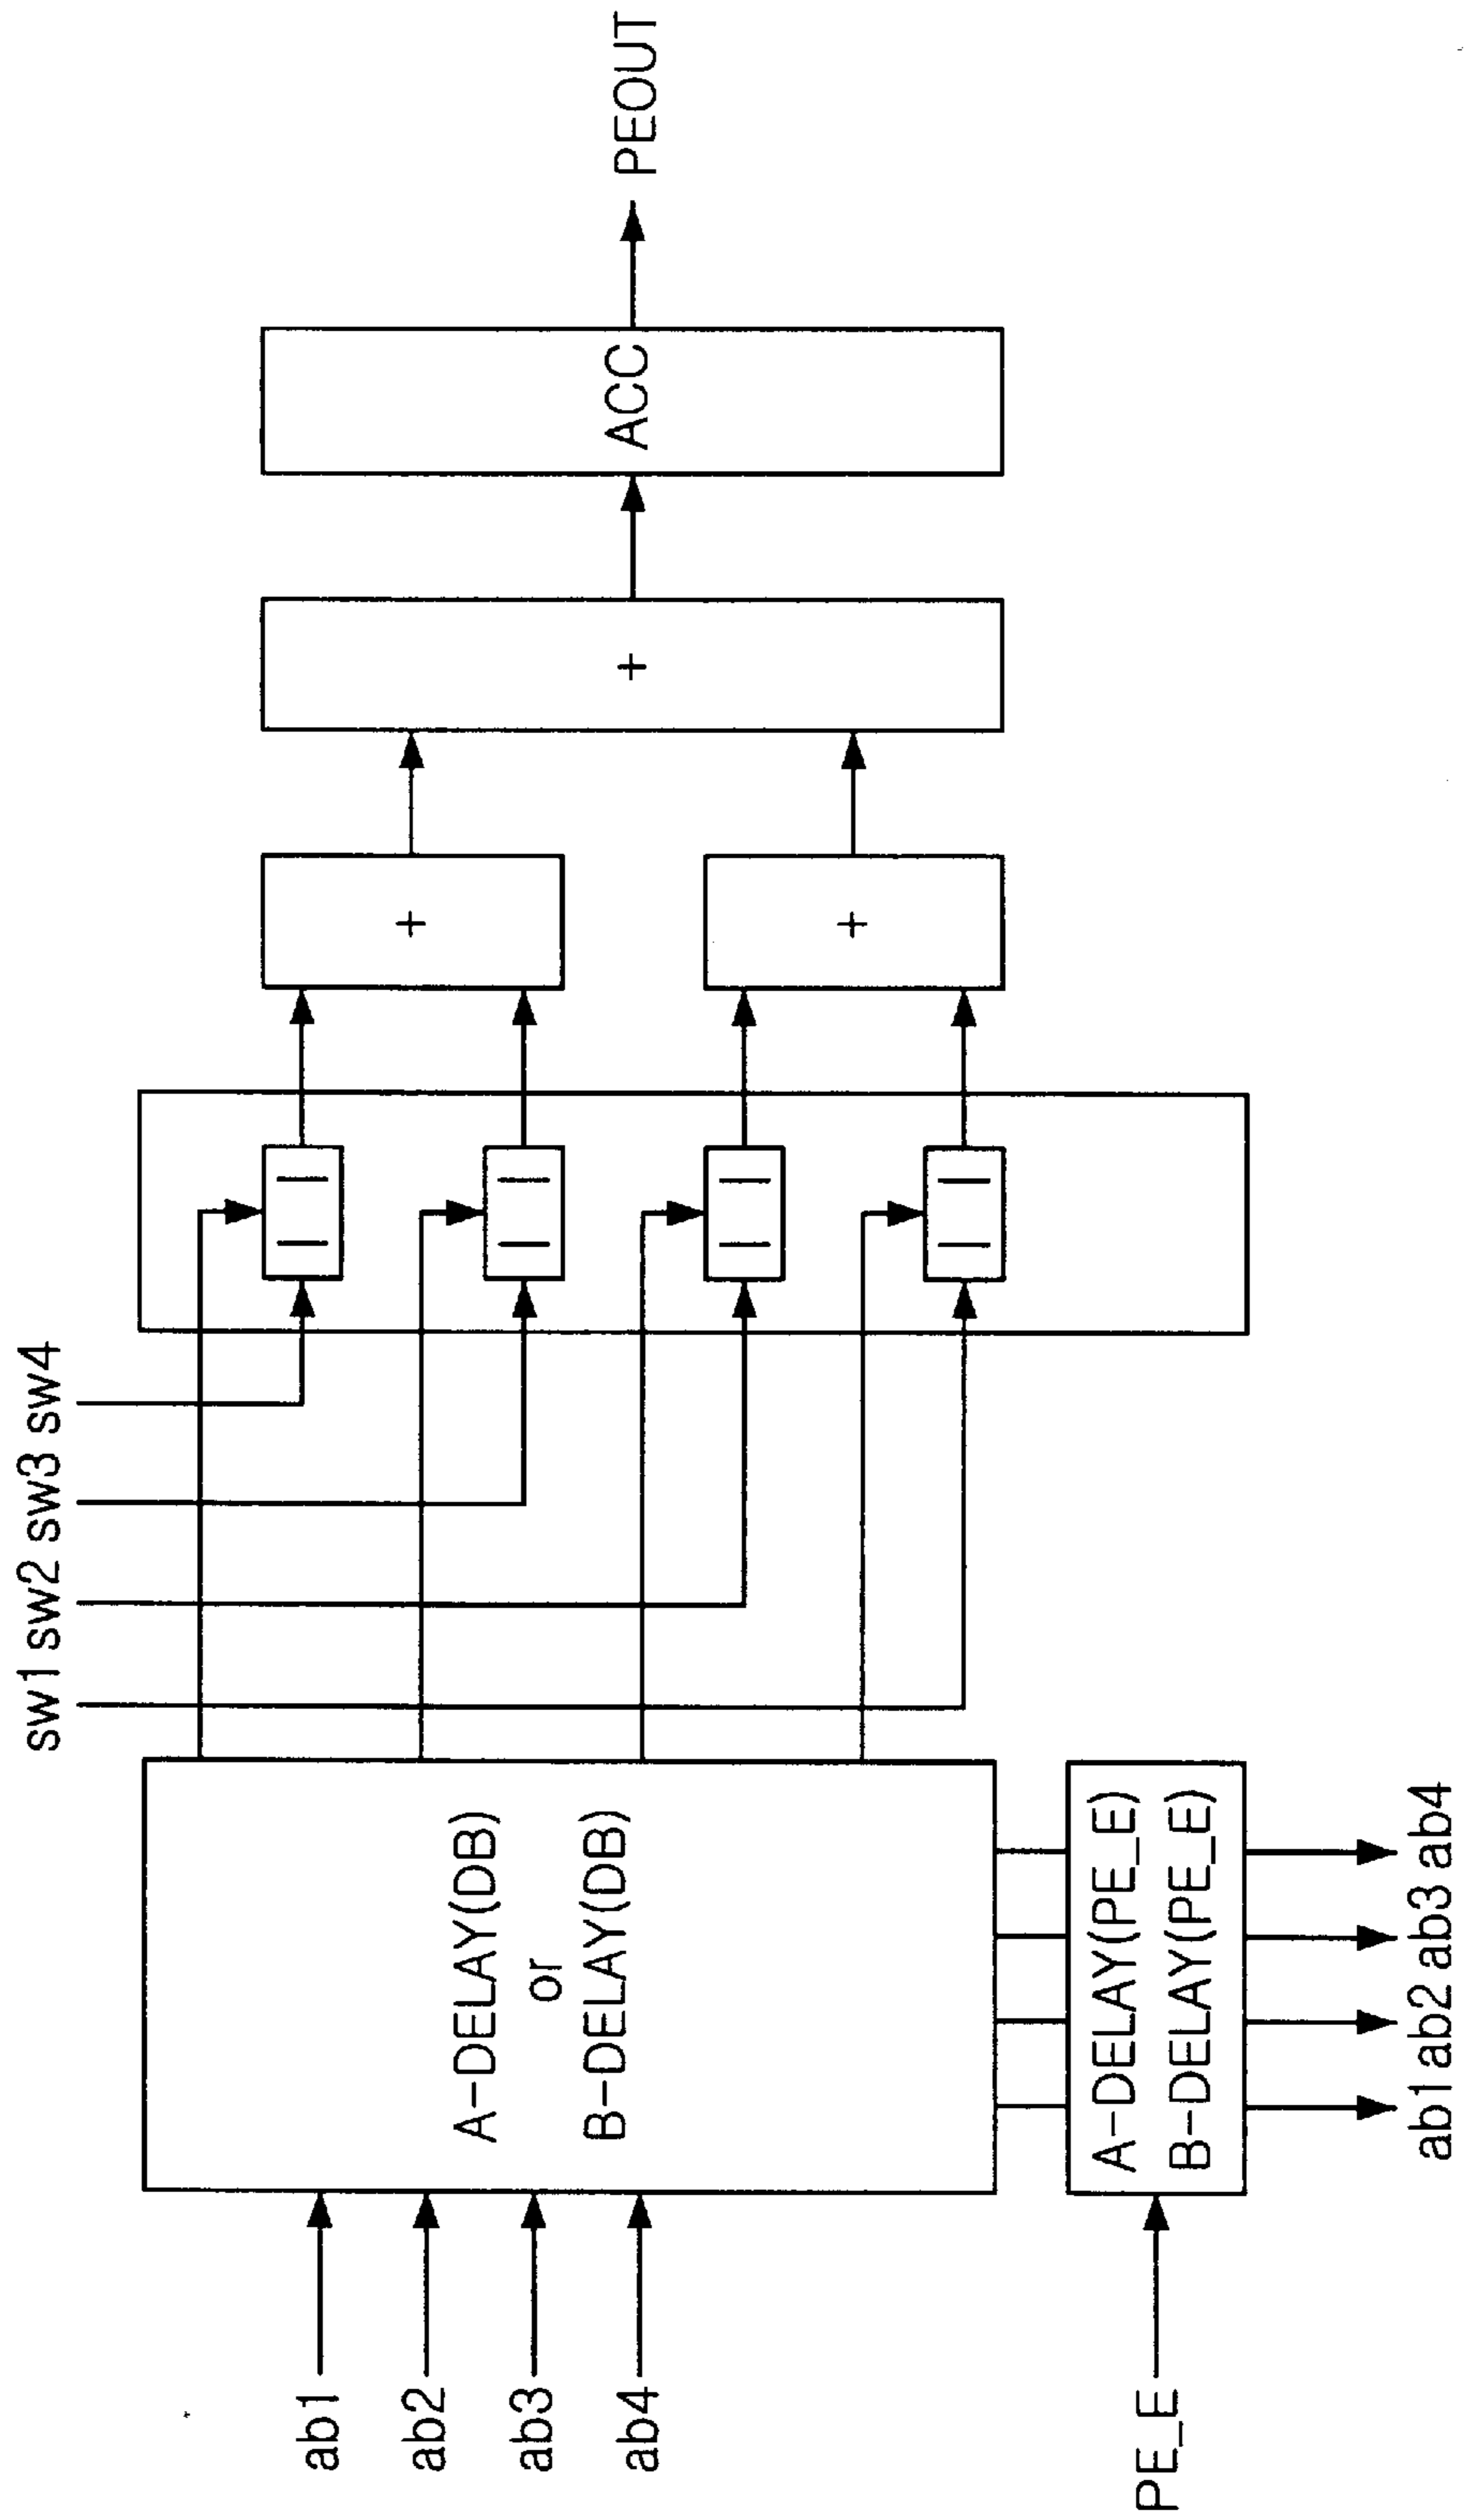 sw1 sw2 sw3 sw4
ab1
ab2
ab3
ab4
A-DELAY(DB)
or
B-DELAY(DB)
| |
| |
| |
| |
+
+
+
ACC
PEOUT
PE_E
A-DELAY(PE_E)
B-DELAY(PE_E)
ab1 ab2 ab3 ab4